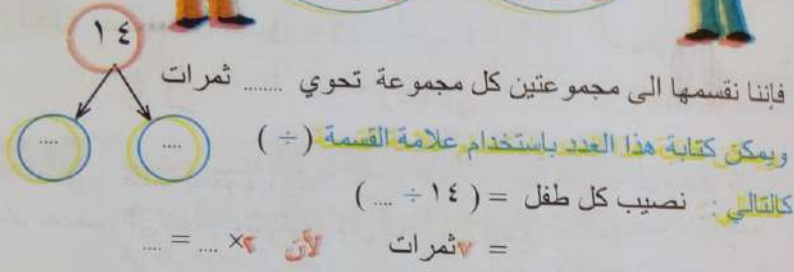 ١٤
فإننا نقسمها الى مجموعتين كل مجموعة تحوي ........ ثمرات
.... ....
ويمكن كتابة هذا العدد باستخدام علامة القسمة ( ÷ )
كالتالي : نصيب كل طفل = ( ١٤ ÷ .... )
= ٧ثمرات لأن ٢× .... = ....